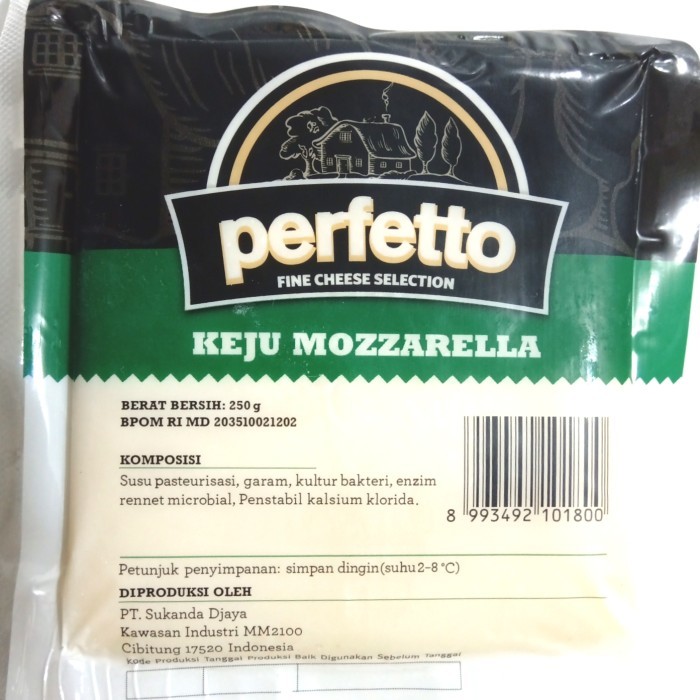 perfetto
FINE CHEESE SELECTION
KEJU MOZZARELLA
BERAT BERSIH: 250 g
BPOM RI MD 203510021202
KOMPOSISI
Susu pasteurisasi, garam, kultur bakteri, enzim
rennet microbial, Penstabil kalsium klorida.
8 993492 101800
Petunjuk penyimpanan: simpan dingin(suhu 2-8 °C)
DIPRODUKSI OLEH
PT. Sukanda Djaya
Kawasan Industri MM2100
Cibitung 17520 Indonesia
Kode Produksi Tanggal Produksi Baik Digunakan Sebelum Tanggal